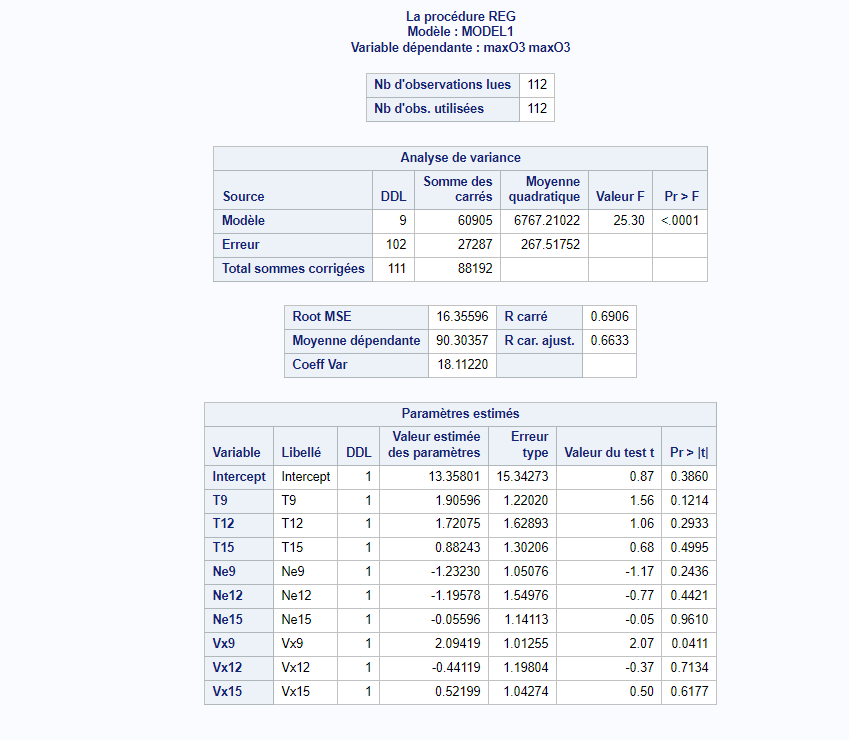 La procédure REG
Modèle : MODEL1
Variable dépendante : maxO3 maxO3
Nb d'observations lues 112
Nb d'obs. utilisées 112
Analyse de variance
Source DDL Somme des carrés Moyenne quadratique Valeur F Pr > F
Modèle 9 60905 6767.21022 25.30 <.0001
Erreur 102 27287 267.51752
Total sommes corrigées 111 88192
Root MSE 16.35596 R carré 0.6906
Moyenne dépendante 90.30357 R car. ajust. 0.6633
Coeff Var 18.11220
Paramètres estimés
Variable Libellé DDL Valeur estimée des paramètres Erreur type Valeur du test t Pr > |t|
Intercept Intercept 1 13.35801 15.34273 0.87 0.3860
T9 T9 1 1.90596 1.22020 1.56 0.1214
T12 T12 1 1.72075 1.62893 1.06 0.2933
T15 T15 1 0.88243 1.30206 0.68 0.4995
Ne9 Ne9 1 -1.23230 1.05076 -1.17 0.2436
Ne12 Ne12 1 -1.19578 1.54976 -0.77 0.4421
Ne15 Ne15 1 -0.05596 1.14113 -0.05 0.9610
Vx9 Vx9 1 2.09419 1.01255 2.07 0.0411
Vx12 Vx12 1 -0.44119 1.19804 -0.37 0.7134
Vx15 Vx15 1 0.52199 1.04274 0.50 0.6177